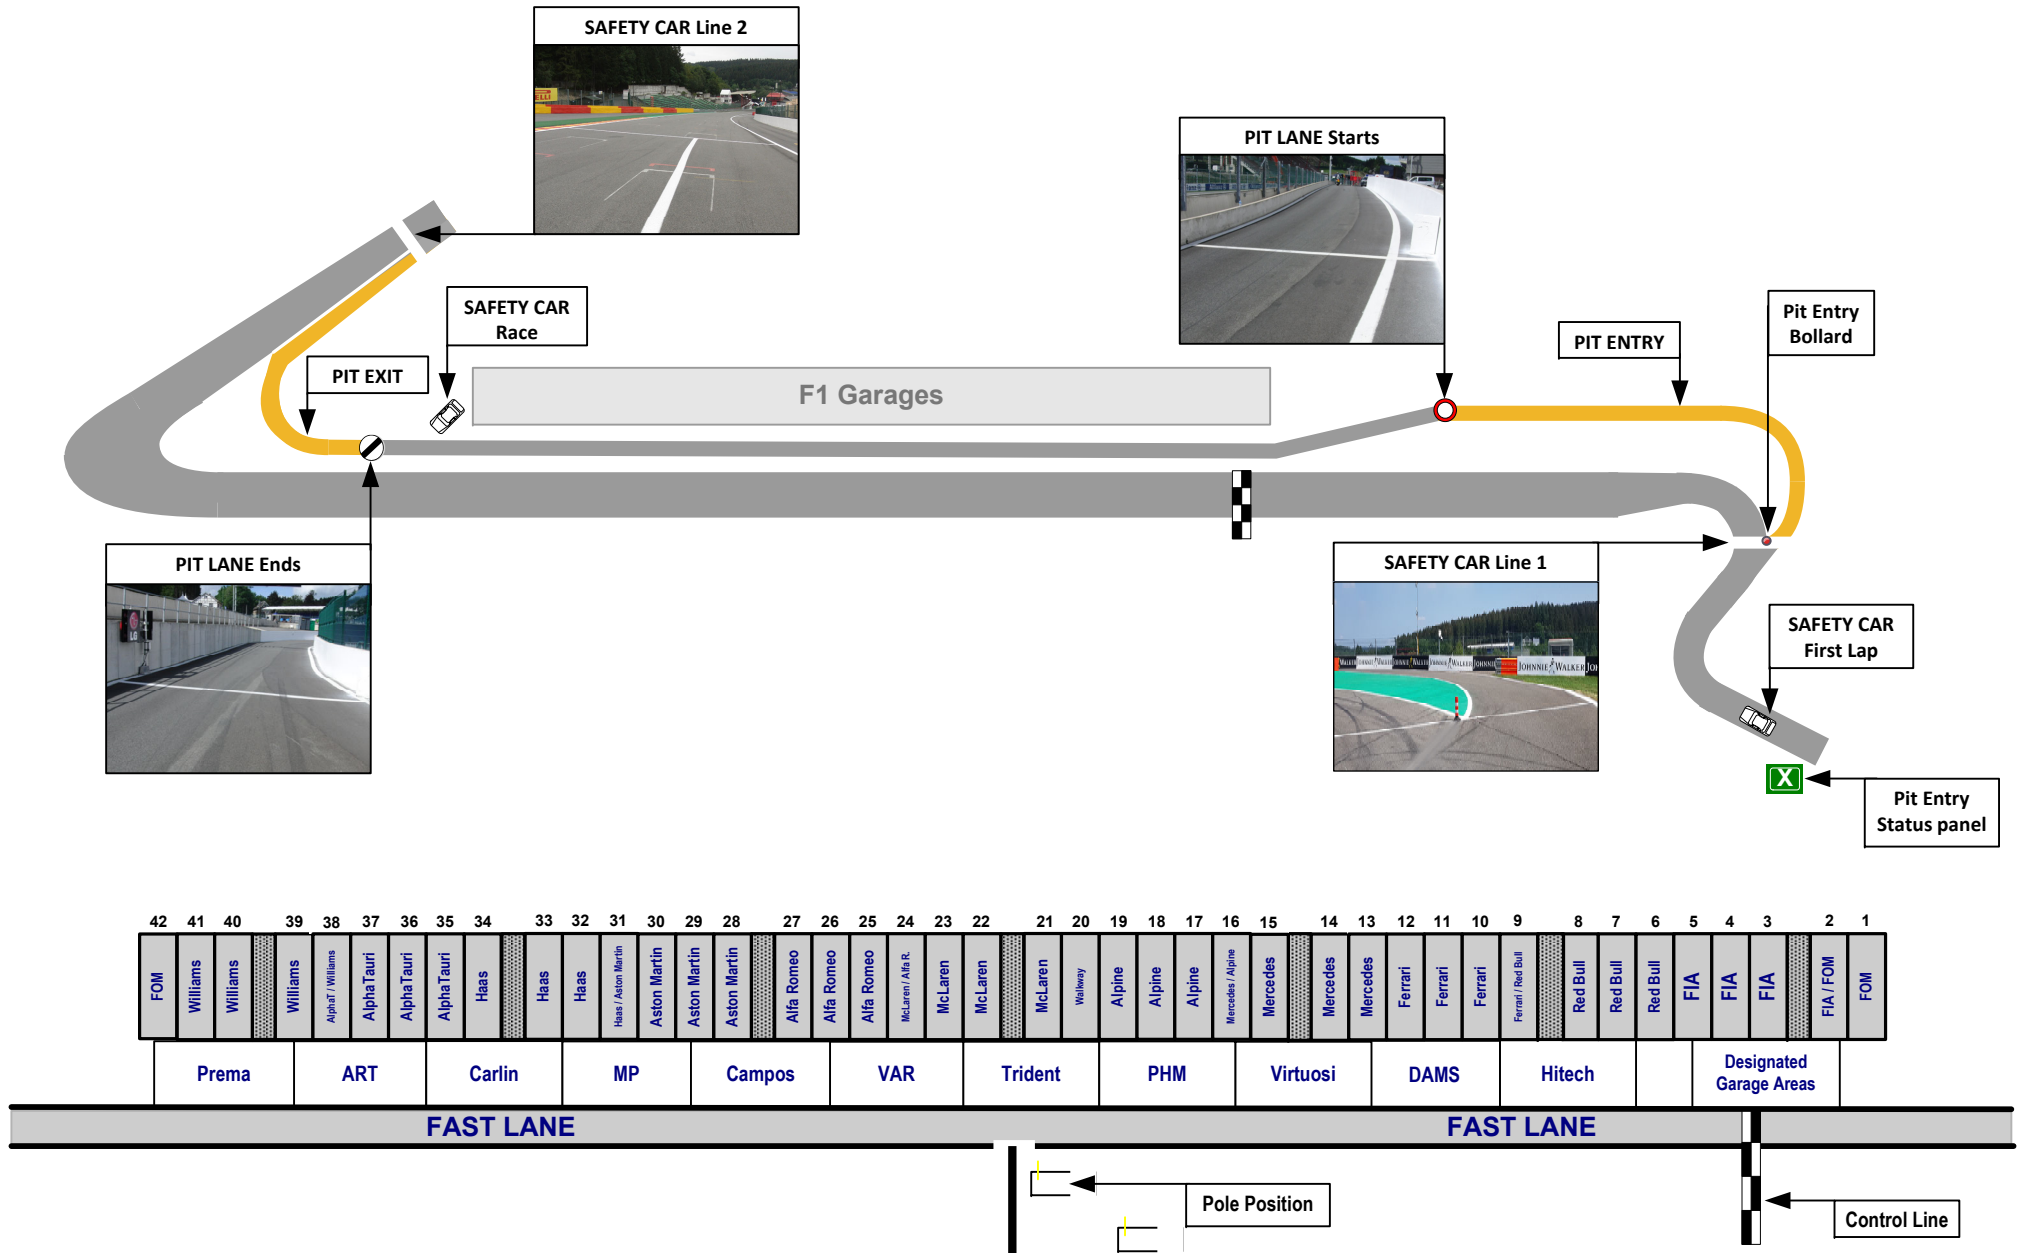 SAFETY CAR Line 2
ELLI
PIT LANE Starts
SAFETY CAR
Race
Pit Entry
Bollard
PIT ENTRY
PIT EXIT
F1 Garages
PIT LANE Ends
LG
SAFETY CAR Line 1
JOHNNIE WALKER
SAFETY CAR
First Lap
X
Pit Entry
Status panel
42 41 40 39 38 37 36 35 34 33 32 31 30 29 28 27 26 25 24 23 22 21 20 19 18 17 16 15 14 13 12 11 10 9 8 7 6 5 4 3 2 1
FOM
Williams
Williams
Williams
AlphaT / Williams
AlphaTauri
AlphaTauri
AlphaTauri
Haas
Haas
Haas
Haas / Aston Martin
Aston Martin
Aston Martin
Aston Martin
Alfa Romeo
Alfa Romeo
Alfa Romeo
McLaren / Alfa R.
McLaren
McLaren
McLaren
Walkway
Alpine
Alpine
Alpine
Mercedes / Alpine
Mercedes
Mercedes
Mercedes
Ferrari
Ferrari
Ferrari
Ferrari / Red Bull
Red Bull
Red Bull
Red Bull
FIA
FIA
FIA
FIA / FOM
FOM
Prema
ART
Carlin
MP
Campos
VAR
Trident
PHM
Virtuosi
DAMS
Hitech
Designated
Garage Areas
FAST LANE
FAST LANE
Pole Position
Control Line